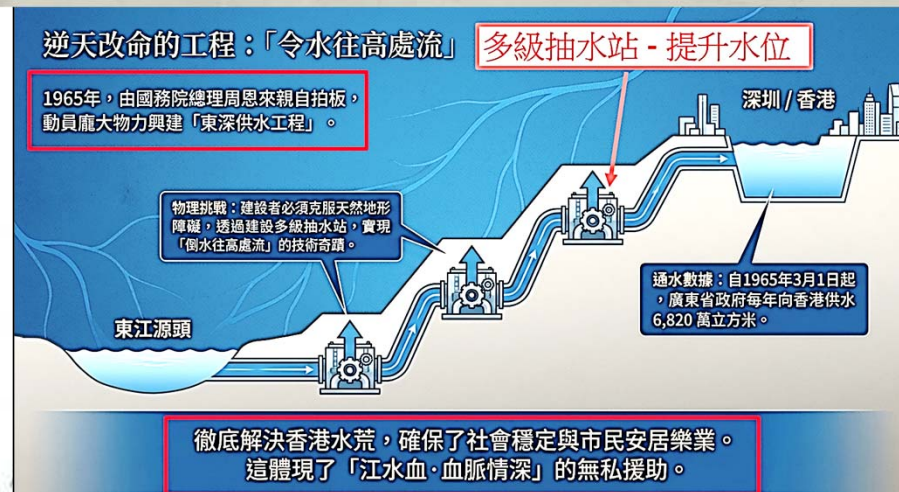 逆天改命的工程：「令水往高處流」
多級抽水站 - 提升水位
1965年，由國務院總理周恩來親自拍板，
動員龐大物力興建「東深供水工程」。
深圳 / 香港
物理挑戰：建設者必須克服天然地形
障礙，透過建設多級抽水站，實現
「倒水往高處流」的技術奇蹟。
通水數據：自1965年3月1日起
，廣東省政府每年向香港供水
6,820 萬立方米。
東江源頭
徹底解決香港水荒，確保了社會穩定與市民安居樂業。
這體現了「江水血·血脈情深」的無私援助。